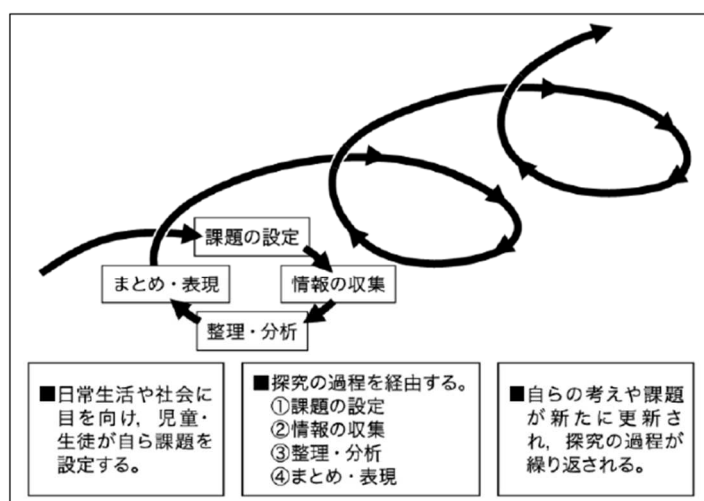 課題の設定
まとめ・表現
情報の収集
整理・分析
■日常生活や社会に
目を向け，児童・
生徒が自ら課題を
設定する。
■探究の過程を経由する。
①課題の設定
②情報の収集
③整理・分析
④まとめ・表現
■自らの考えや課題
が新たに更新さ
れ，探究の過程が
繰り返される。